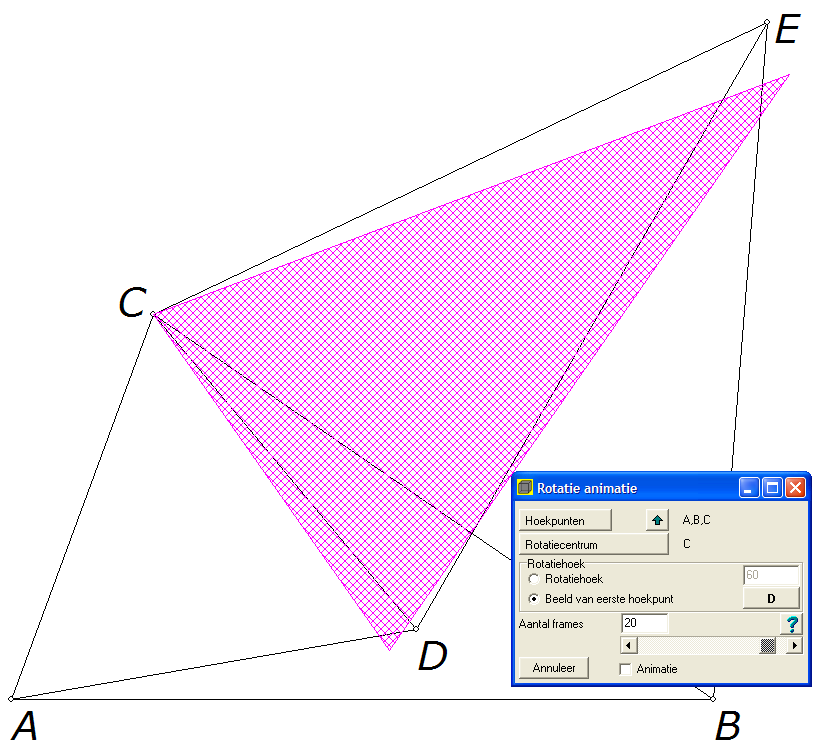 E
C
Rotatie animatie
Hoekpunten A,B,C
Rotatiecentrum C
Rotatiehoek
Rotatiehoek 60
Beeld van eerste hoekpunt D
Aantal frames 20 ?
D
Annuleer Animatie
A B